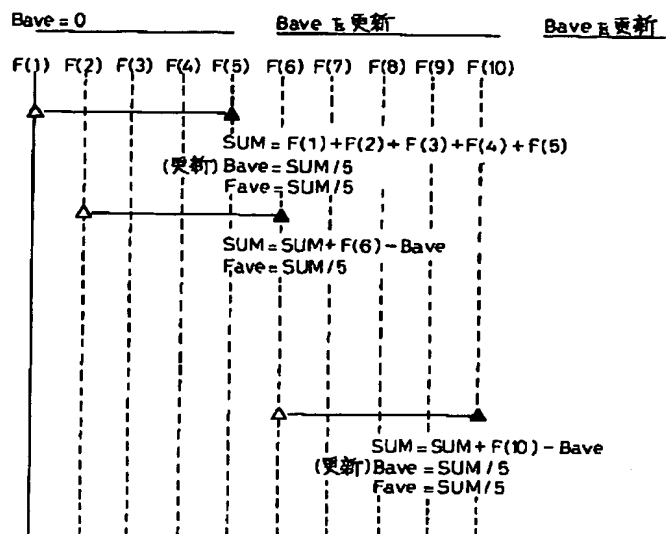 Bave = 0
Bave を更新
Bave を更新
F(1) F(2) F(3) F(4) F(5) F(6) F(7) F(8) F(9) F(10)
SUM = F(1) + F(2) + F(3) + F(4) + F(5)
(更新) Bave = SUM / 5
Fave = SUM / 5
SUM = SUM + F(6) - Bave
Fave = SUM / 5
SUM = SUM + F(10) - Bave
(更新) Bave = SUM / 5
Fave = SUM / 5